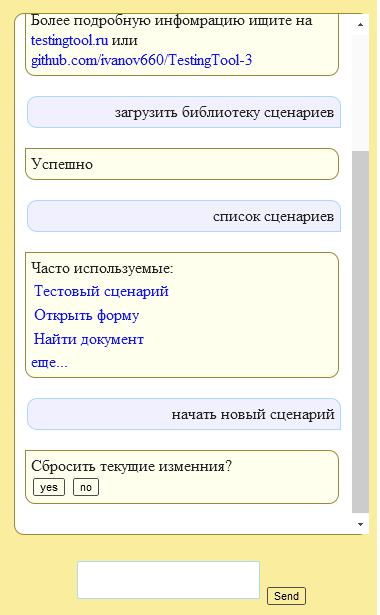 Более подробную инфомрацию ищите на
testingtool.ru или
github.com/ivanov660/TestingTool-3
загрузить библиотеку сценариев
Успешно
список сценариев
Часто используемые:
Тестовый сценарий
Открыть форму
Найти документ
еще...
начать новый сценарий
Сбросить текущие изменния?
yes no
Send